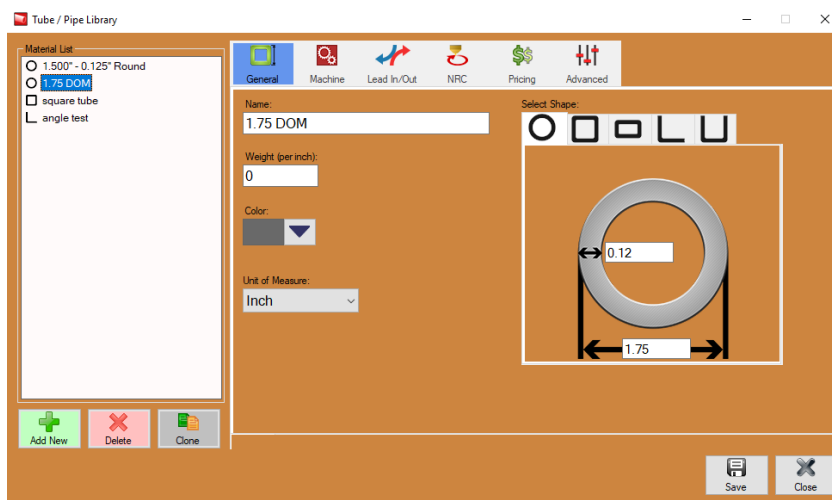 Tube / Pipe Library
Material List
1.500" - 0.125" Round
1.75 DOM
square tube
angle test
Add New
Delete
Clone
General
Machine
Lead In/Out
NRC
Pricing
Advanced
Name:
1.75 DOM
Weight (per inch):
0
Color:
Unit of Measure:
Inch
Select Shape:
0.12
1.75
Save
Close